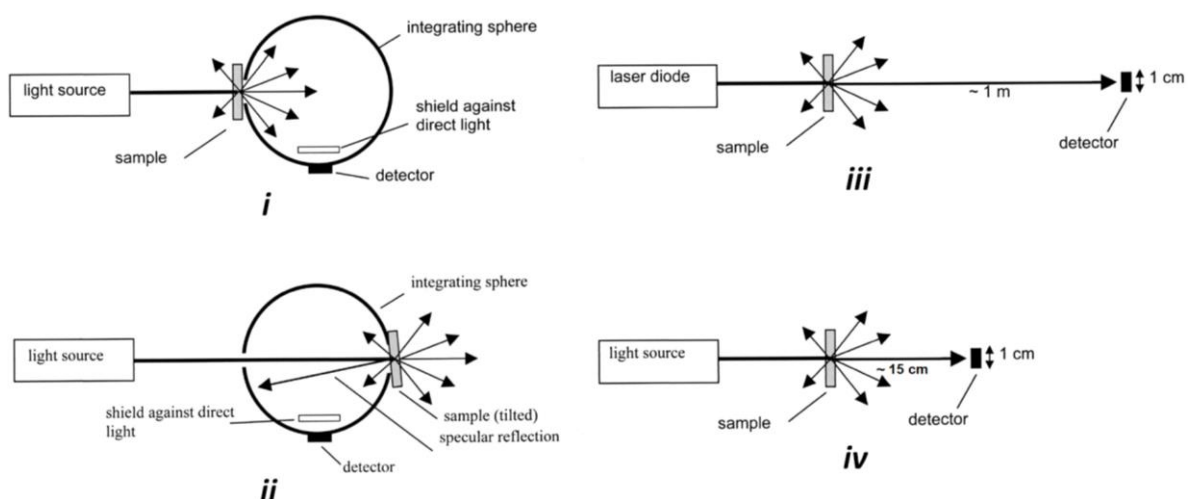 light source
integrating sphere
shield against
direct light
sample
detector
i
laser diode
~ 1 m
1 cm
sample
detector
iii
light source
integrating sphere
shield against direct
light
sample (tilted)
specular reflection
detector
ii
light source
~ 15 cm
1 cm
sample
detector
iv